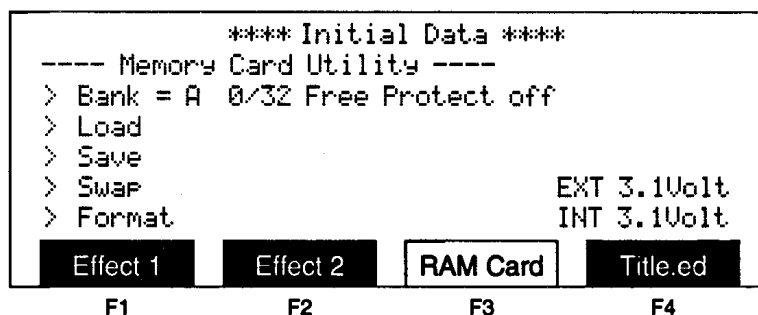 **** Initial Data ****
---- Memory Card Utility ----
> Bank = A 0/32 Free Protect off
> Load
> Save
> Swap EXT 3.1Volt
> Format INT 3.1Volt
Effect 1 Effect 2 RAM Card Title.ed
F1 F2 F3 F4